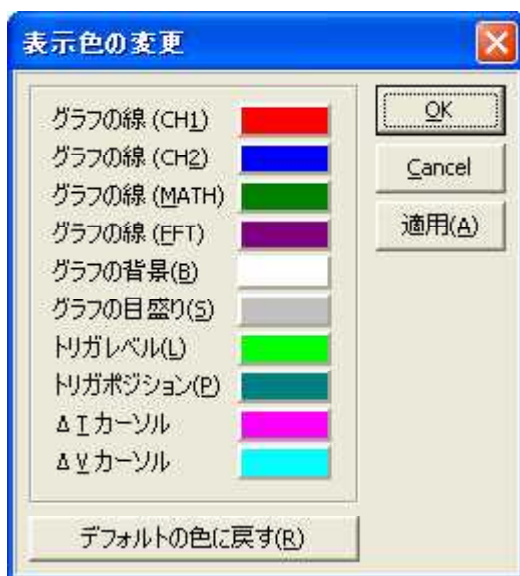 表示色の変更
グラフの線 (CH1)
グラフの線 (CH2)
グラフの線 (MATH)
グラフの線 (FFT)
グラフの背景(B)
グラフの目盛り(S)
トリガレベル(L)
トリガポジション(P)
ΔTカーソル
ΔVカーソル
デフォルトの色に戻す(R)
OK
Cancel
適用(A)